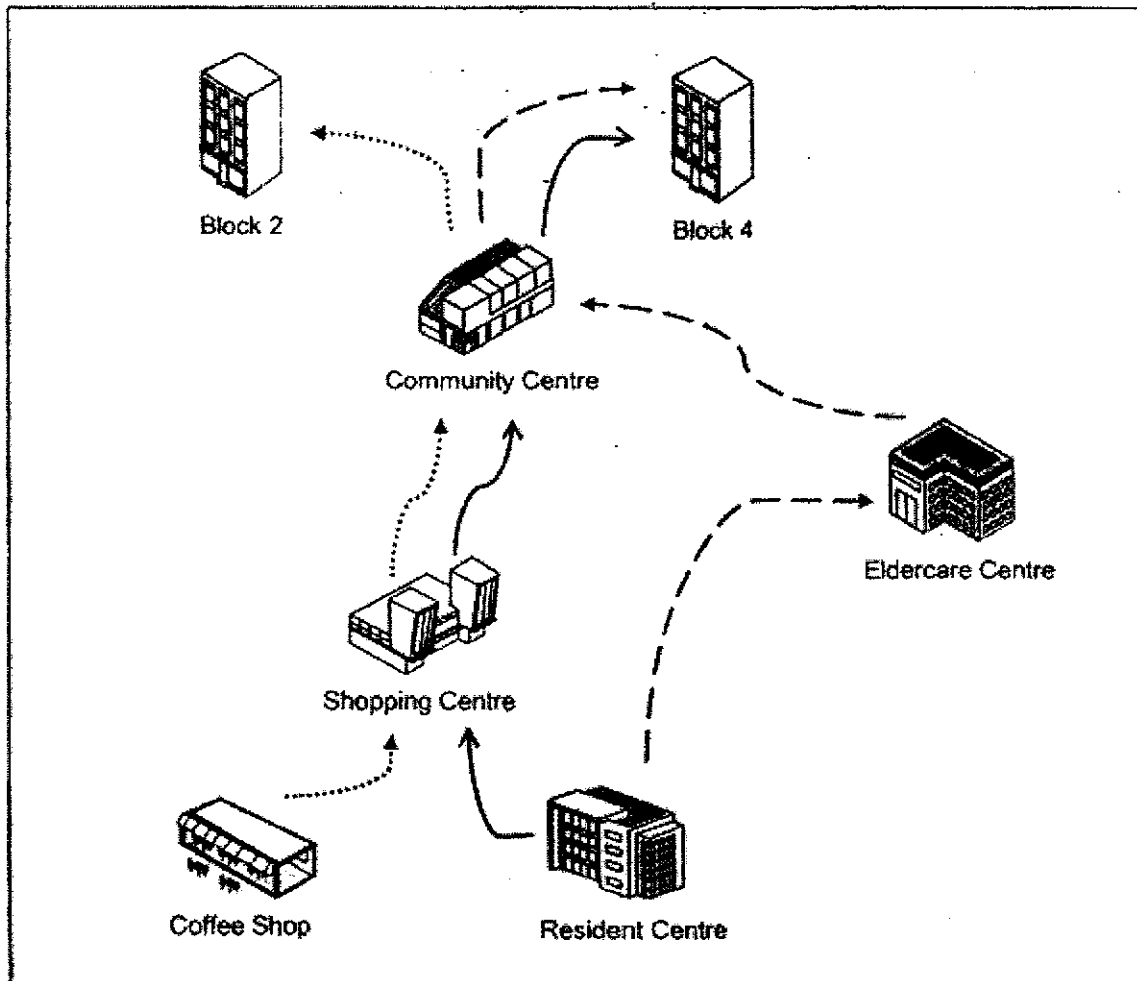 Block 2
Block 4
Community Centre
Eldercare Centre
Shopping Centre
Coffee Shop
Resident Centre